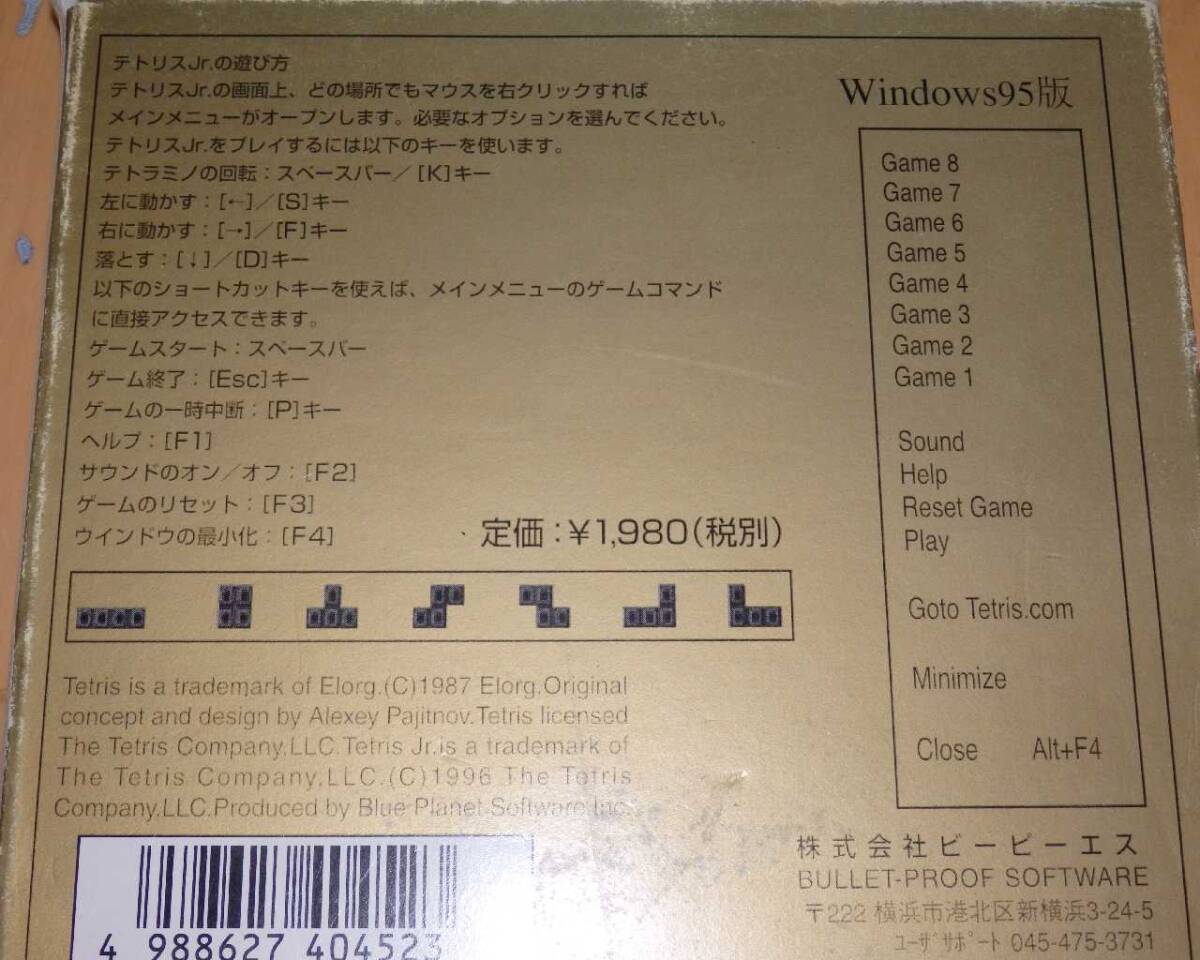 テトリスJr.の遊び方
テトリスJr.の画面上、どの場所でもマウスを右クリックすれば
メインメニューがオープンします。必要なオプションを選んでください。
テトリスJr.をプレイするには以下のキーを使います。
テトラミノの回転：スペースバー／［K］キー
左に動かす：［←］／［S］キー
右に動かす：［→］／［F］キー
落とす：［↓］／［D］キー
以下のショートカットキーを使えば、メインメニューのゲームコマンド
に直接アクセスできます。
ゲームスタート：スペースバー
ゲーム終了：［Esc］キー
ゲームの一時中断：［P］キー
ヘルプ：［F1］
サウンドのオン／オフ：［F2］
ゲームのリセット：［F3］
ウインドウの最小化：［F4］
定価：¥1,980（税別）
Tetris is a trademark of Elorg.(C)1987 Elorg.Original
concept and design by Alexey Pajitnov.Tetris licensed
The Tetris Company,LLC.Tetris Jr.is a trademark of
The Tetris Company,LLC.(C)1996 The Tetris
Company,LLC.Produced by Blue Planet Software,Inc.
4 988627 404523
Windows95版
Game 8
Game 7
Game 6
Game 5
Game 4
Game 3
Game 2
Game 1
Sound
Help
Reset Game
Play
Goto Tetris.com
Minimize
Close Alt+F4
株式会社ビーピーエス
BULLET-PROOF SOFTWARE
〒222 横浜市港北区新横浜3-24-5
ﾕｰｻﾞｻﾎﾟｰﾄ 045-475-3731